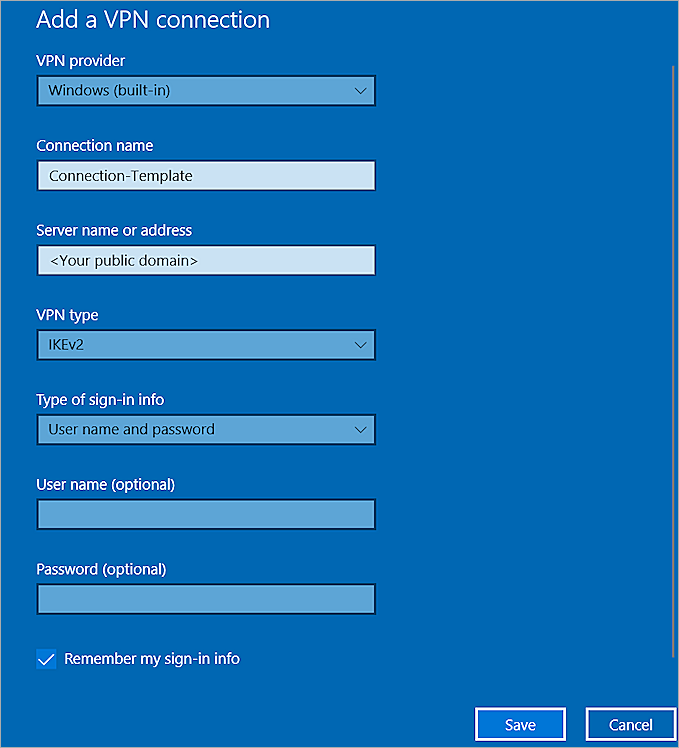 Add a VPN connection
VPN provider
Windows (built-in)
Connection name
Connection-Template
Server name or address
<Your public domain>
VPN type
IKEv2
Type of sign-in info
User name and password
User name (optional)
Password (optional)
Remember my sign-in info
Save
Cancel